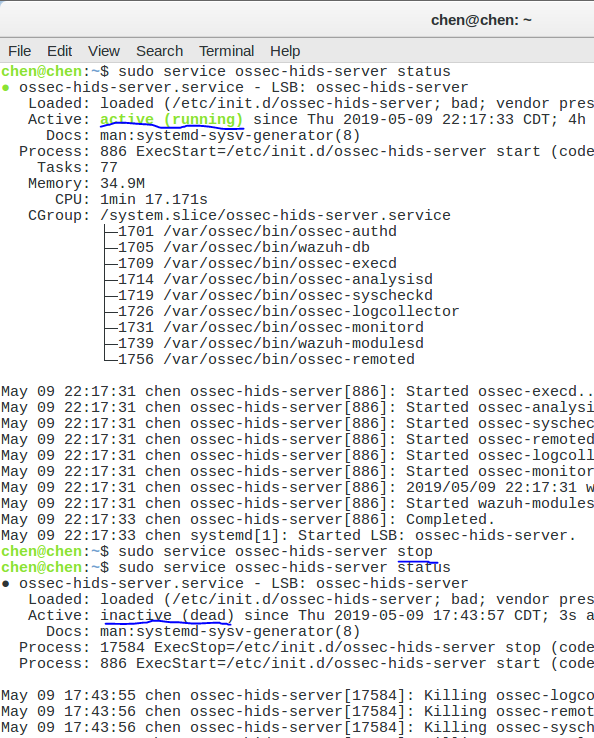 chen@chen: ~
File Edit View Search Terminal Help
chen@chen:~$ sudo service ossec-hids-server status
● ossec-hids-server.service - LSB: ossec-hids-server
Loaded: loaded (/etc/init.d/ossec-hids-server; bad; vendor pres
Active: active (running) since Thu 2019-05-09 22:17:33 CDT; 4h
Docs: man:systemd-sysv-generator(8)
Process: 886 ExecStart=/etc/init.d/ossec-hids-server start (code
Tasks: 77
Memory: 34.9M
CPU: 1min 17.171s
CGroup: /system.slice/ossec-hids-server.service
├─1701 /var/ossec/bin/ossec-authd
├─1705 /var/ossec/bin/wazuh-db
├─1709 /var/ossec/bin/ossec-execd
├─1714 /var/ossec/bin/ossec-analysisd
├─1719 /var/ossec/bin/ossec-syscheckd
├─1726 /var/ossec/bin/ossec-logcollector
├─1731 /var/ossec/bin/ossec-monitord
├─1739 /var/ossec/bin/wazuh-modulesd
└─1756 /var/ossec/bin/ossec-remoted
May 09 22:17:31 chen ossec-hids-server[886]: Started ossec-execd..
May 09 22:17:31 chen ossec-hids-server[886]: Started ossec-analysi
May 09 22:17:31 chen ossec-hids-server[886]: Started ossec-syschec
May 09 22:17:31 chen ossec-hids-server[886]: Started ossec-remoted
May 09 22:17:31 chen ossec-hids-server[886]: Started ossec-logcoll
May 09 22:17:31 chen ossec-hids-server[886]: Started ossec-monitor
May 09 22:17:31 chen ossec-hids-server[886]: 2019/05/09 22:17:31 w
May 09 22:17:31 chen ossec-hids-server[886]: Started wazuh-modules
May 09 22:17:33 chen ossec-hids-server[886]: Completed.
May 09 22:17:33 chen systemd[1]: Started LSB: ossec-hids-server.
chen@chen:~$ sudo service ossec-hids-server stop
chen@chen:~$ sudo service ossec-hids-server status
● ossec-hids-server.service - LSB: ossec-hids-server
Loaded: loaded (/etc/init.d/ossec-hids-server; bad; vendor pres
Active: inactive (dead) since Thu 2019-05-09 17:43:57 CDT; 3s a
Docs: man:systemd-sysv-generator(8)
Process: 17584 ExecStop=/etc/init.d/ossec-hids-server stop (code
Process: 886 ExecStart=/etc/init.d/ossec-hids-server start (code
May 09 17:43:55 chen ossec-hids-server[17584]: Killing ossec-logco
May 09 17:43:56 chen ossec-hids-server[17584]: Killing ossec-remot
May 09 17:43:56 chen ossec-hids-server[17584]: Killing ossec-sysch